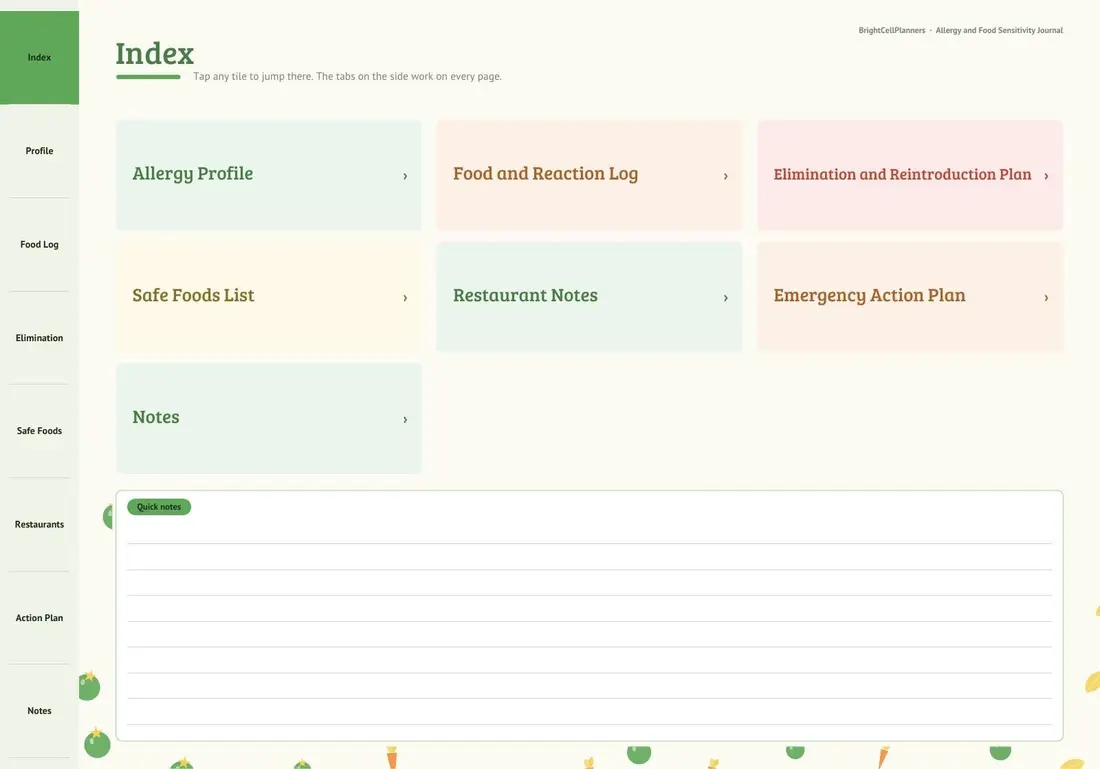 BrightCellPlanners · Allergy and Food Sensitivity Journal
Index
Tap any tile to jump there. The tabs on the side work on every page.
Index
Profile
Food Log
Elimination
Safe Foods
Restaurants
Action Plan
Notes
Allergy Profile ›
Food and Reaction Log ›
Elimination and Reintroduction Plan ›
Safe Foods List ›
Restaurant Notes ›
Emergency Action Plan ›
Notes ›
Quick notes